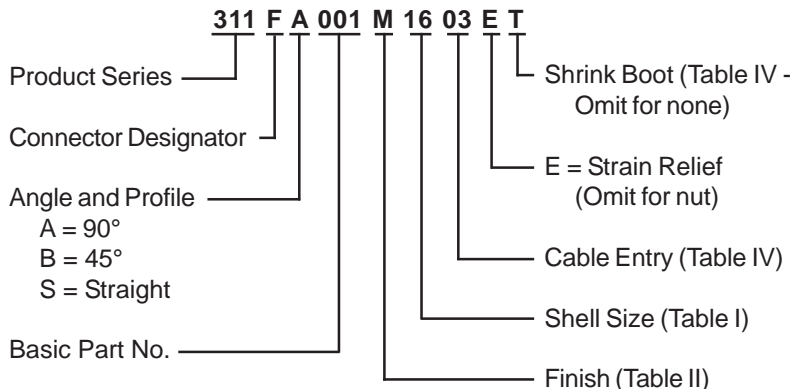 311 F A 001 M 16 03 E T
Product Series
Connector Designator
Angle and Profile
A = 90°
B = 45°
S = Straight
Basic Part No.
Shrink Boot (Table IV -
Omit for none)
E = Strain Relief
(Omit for nut)
Cable Entry (Table IV)
Shell Size (Table I)
Finish (Table II)